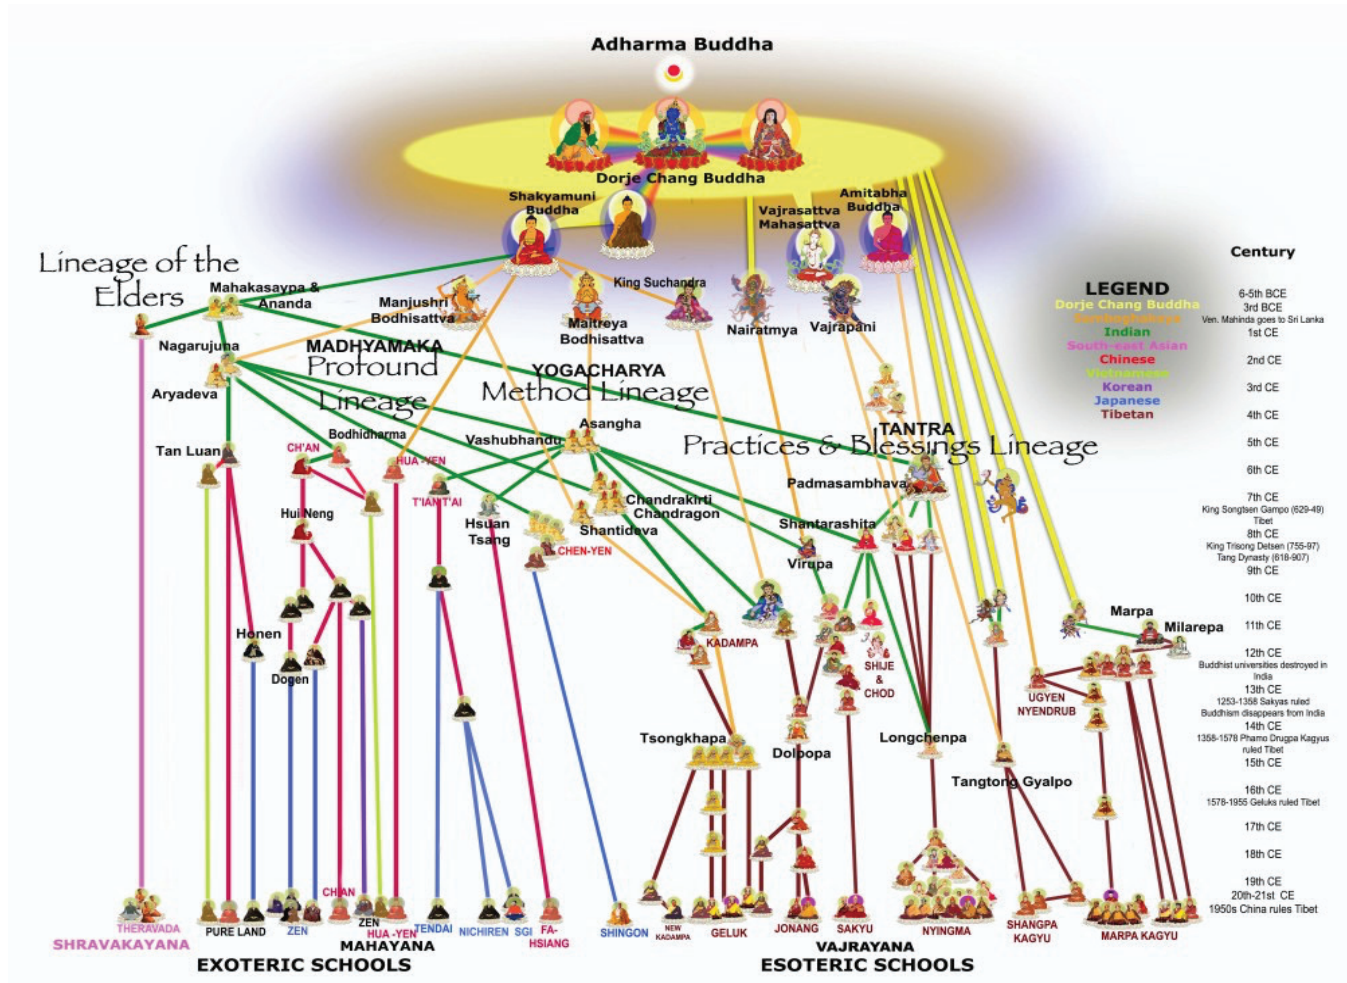 Adharma Buddha
Dorje Chang Buddha
Shakyamuni
Buddha
Vajrasattva
Mahasattva
Amitabha
Buddha
Lineage of the
Elders
Mahakasaypa &
Ananda
Manjushri
Bodhisattva
Maitreya
Bodhisattva
King Suchandra
Nairatmya
Vajrapani
Nagarujuna
Aryadeva
MADHYAMAKA
Profound
Lineage
YOGACHARYA
Method Lineage
TANTRA
Practices & Blessings Lineage
Tan Luan
CH'AN
Bodhidharma
HUA -YEN
Vashubhandu
Asangha
T'IAN T'AI
Hsuan
Tsang
Chandrakirti
Chandragon
Shantideva
CHEN-YEN
Padmasambhava
Shantarashita
Virupa
Hui Neng
Honen
Dogen
KADAMPA
SHIJE
&
CHOD
Marpa
Milarepa
UGYEN
NYENDRUB
Tsongkhapa
Dolpopa
Longchenpa
Tangtong Gyalpo
LEGEND
Dorje Chang Buddha
Indian
South-east Asian
Chinese
Vietnamese
Korean
Japanese
Tibetan
Century
6-5th BCE
3rd BCE
Ven. Mahinda goes to Sri Lanka
1st CE
2nd CE
3rd CE
4th CE
5th CE
6th CE
7th CE
King Songtsen Gampo (629-49)
Tibet
8th CE
King Trisong Detsen (755-97)
Tang Dynasty (618-907)
9th CE
10th CE
11th CE
12th CE
Buddhist universities destroyed in
India
13th CE
1253-1358 Sakyas ruled
Buddhism disappears from India
14th CE
1358-1578 Phamo Drugpa Kagyus
ruled Tibet
15th CE
16th CE
1578-1955 Geluks ruled Tibet
17th CE
18th CE
19th CE
20th-21st CE
1950s China rules Tibet
THERAVADA
SHRAVAKAYANA
PURE LAND
ZEN
CH'AN
ZEN
HUA -YEN
MAHAYANA
TENDAI
NICHIREN
SGI
FA-
HSIANG
SHINGON
NEW
KADAMPA
GELUK
JONANG
SAKYU
NYINGMA
SHANGPA
KAGYU
MARPA KAGYU
VAJRAYANA
EXOTERIC SCHOOLS
ESOTERIC SCHOOLS